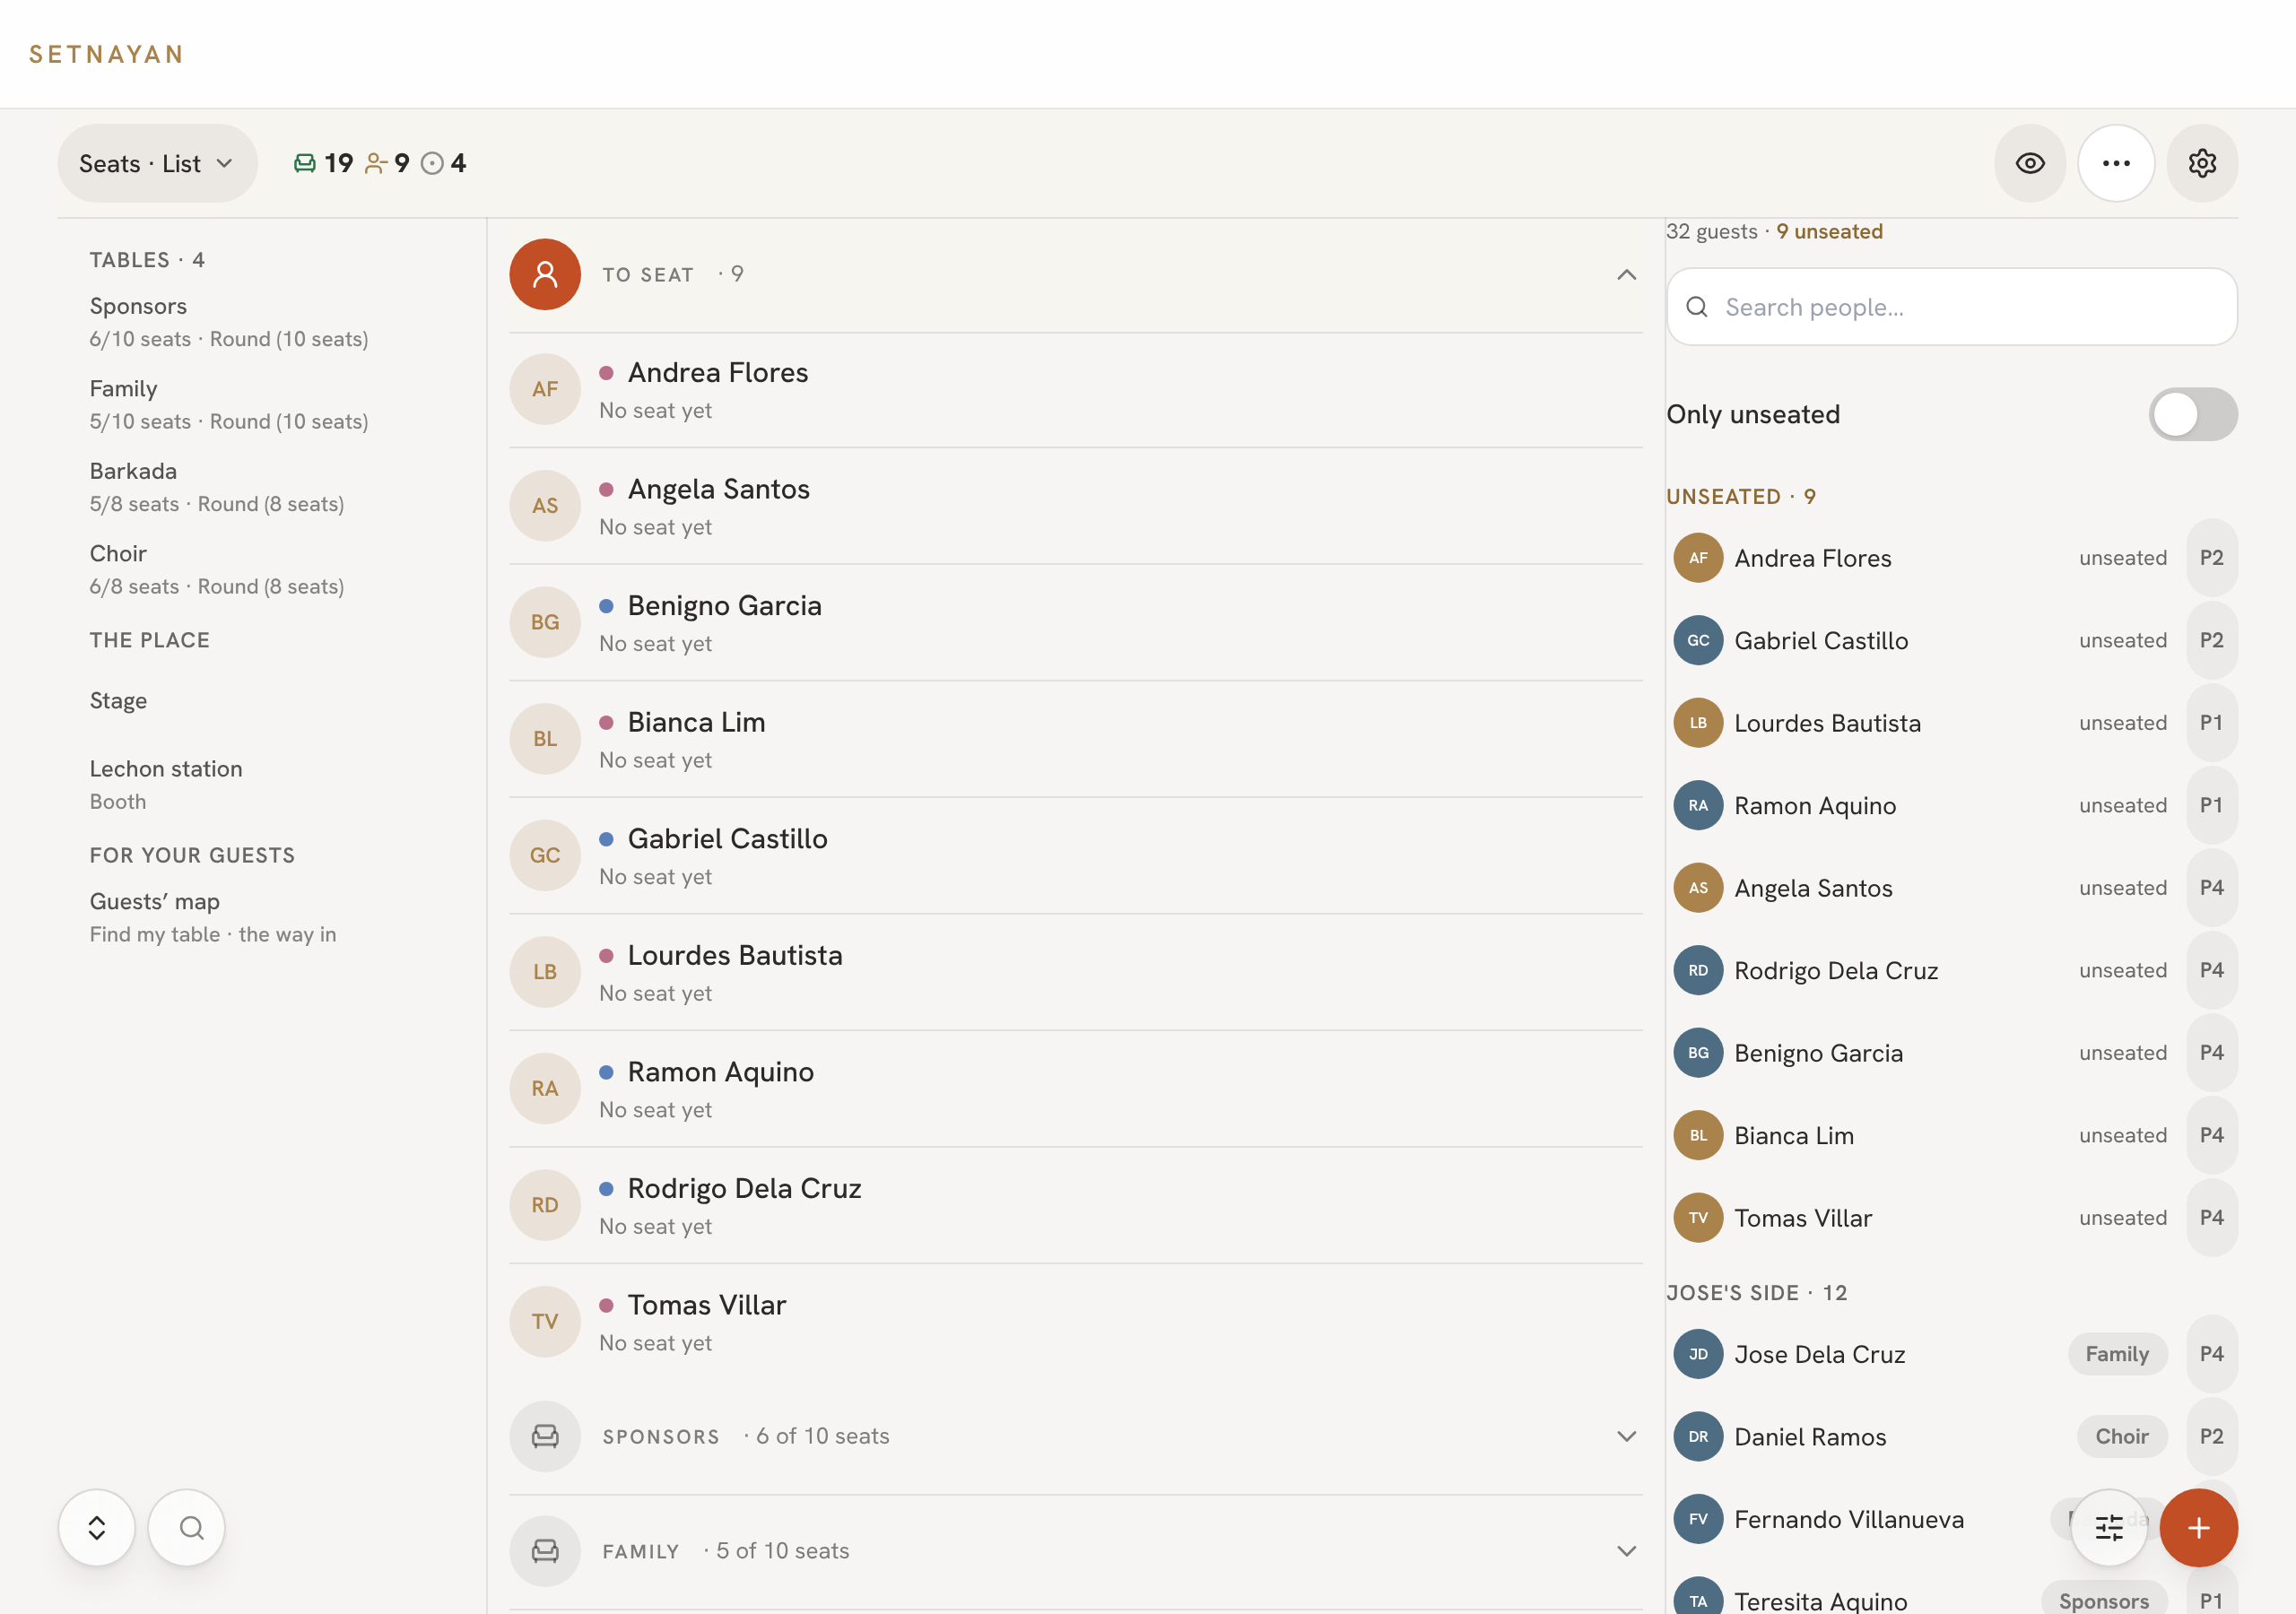 SETNAYAN
Seats · List
19 9 4
TABLES · 4
Sponsors
6/10 seats · Round (10 seats)
Family
5/10 seats · Round (10 seats)
Barkada
5/8 seats · Round (8 seats)
Choir
6/8 seats · Round (8 seats)
THE PLACE
Stage
Lechon station
Booth
FOR YOUR GUESTS
Guests’ map
Find my table · the way in
TO SEAT · 9
AF Andrea Flores
No seat yet
AS Angela Santos
No seat yet
BG Benigno Garcia
No seat yet
BL Bianca Lim
No seat yet
GC Gabriel Castillo
No seat yet
LB Lourdes Bautista
No seat yet
RA Ramon Aquino
No seat yet
RD Rodrigo Dela Cruz
No seat yet
TV Tomas Villar
No seat yet
SPONSORS · 6 of 10 seats
FAMILY · 5 of 10 seats
32 guests · 9 unseated
Search people...
Only unseated
UNSEATED · 9
AF Andrea Flores unseated P2
GC Gabriel Castillo unseated P2
LB Lourdes Bautista unseated P1
RA Ramon Aquino unseated P1
AS Angela Santos unseated P4
RD Rodrigo Dela Cruz unseated P4
BG Benigno Garcia unseated P4
BL Bianca Lim unseated P4
TV Tomas Villar unseated P4
JOSE'S SIDE · 12
JD Jose Dela Cruz Family P4
DR Daniel Ramos Choir P2
FV Fernando Villanueva
TA Teresita Aquino Sponsors P1